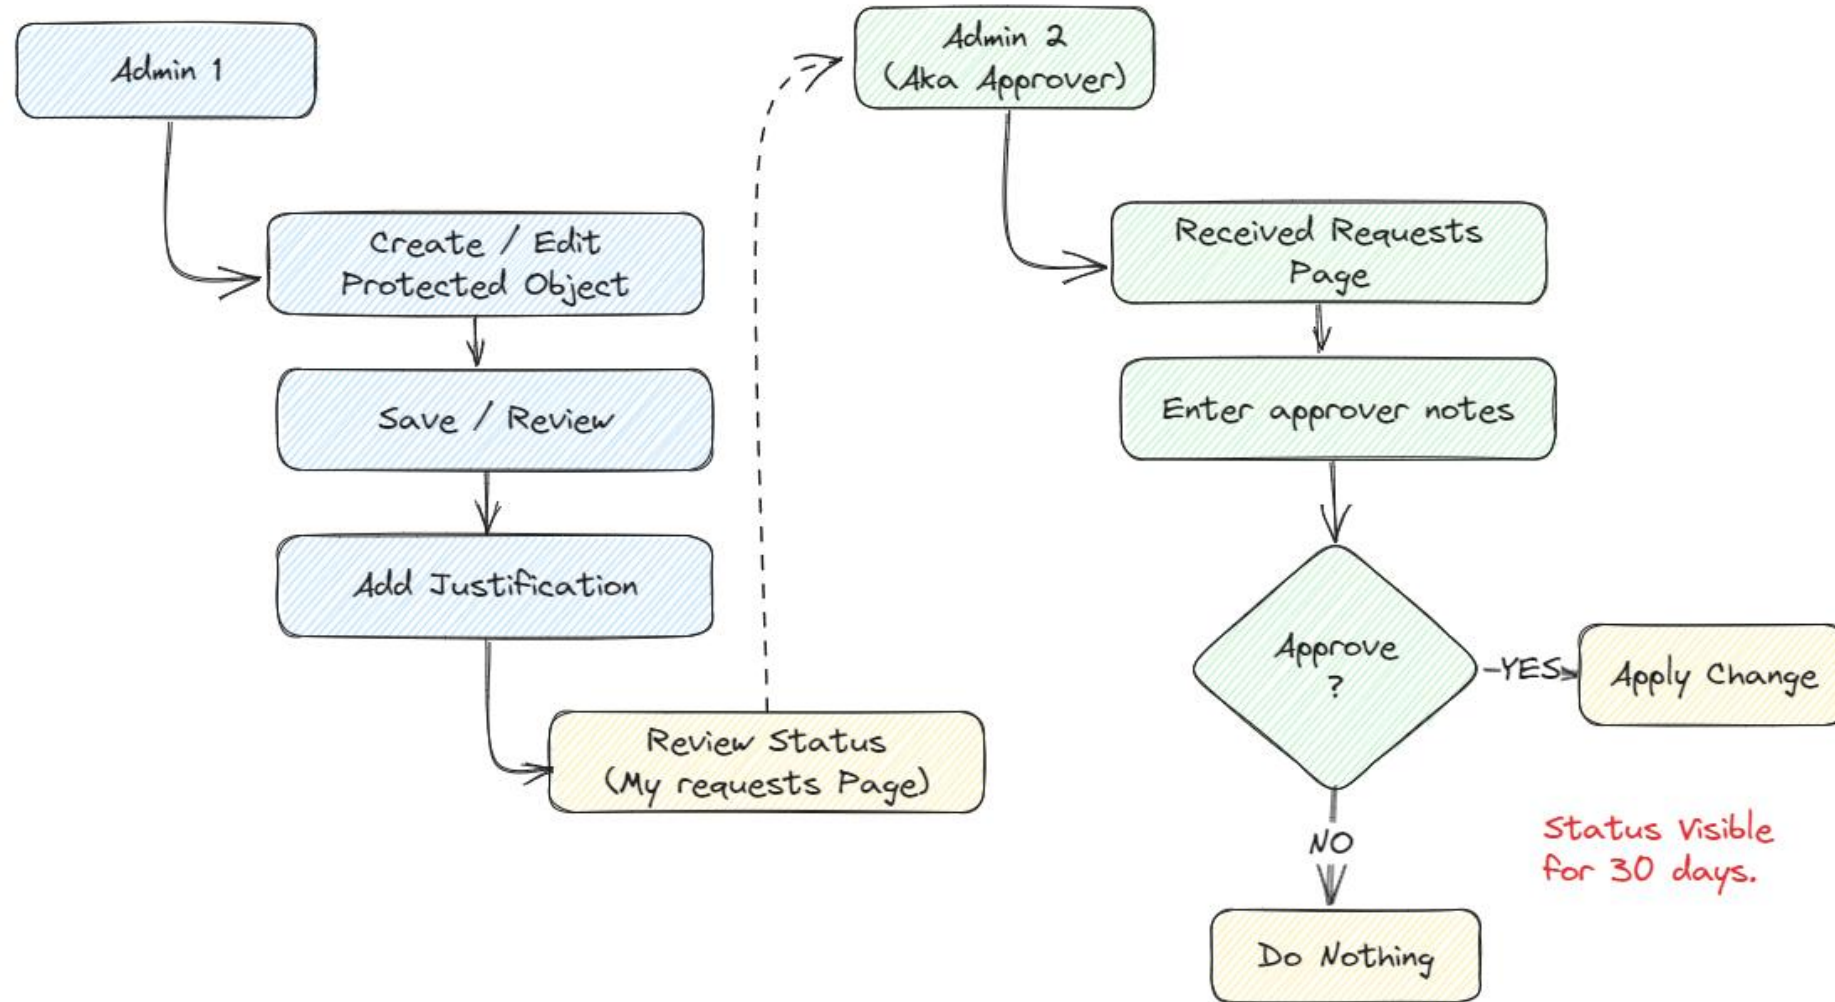 Admin 1
Create / Edit
Protected Object
Save / Review
Add Justification
Review Status
(My requests Page)
Admin 2
(Aka Approver)
Received Requests
Page
Enter approver notes
Approve
?
YES
Apply Change
NO
Do Nothing
Status Visible
for 30 days.